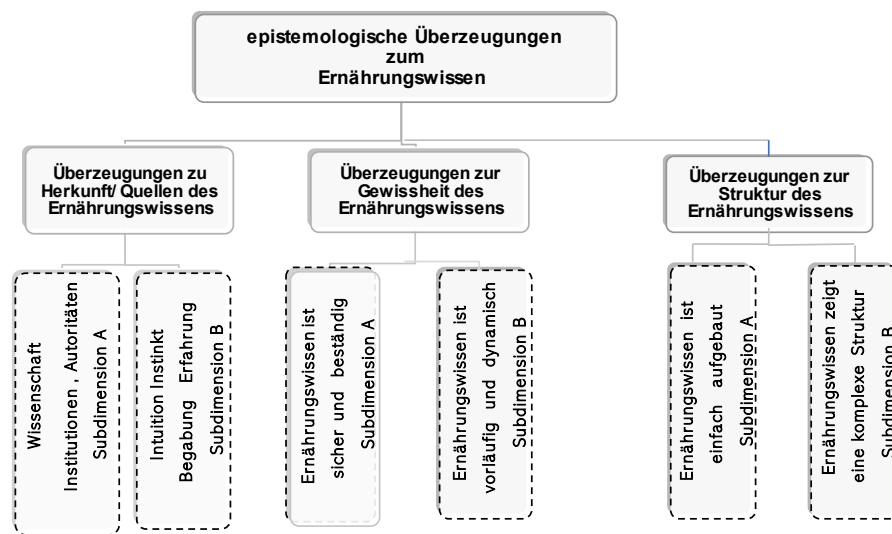 epistemologische Überzeugungen
zum
Ernährungswissen
Überzeugungen zu
Herkunft/ Quellen des
Ernährungswissens
Überzeugungen zur
Gewissheit des
Ernährungswissens
Überzeugungen zur
Struktur des
Ernährungswissens
Wissenschaft
Institutionen , Autoritäten
Subdimension A
Intuition Instinkt
Begabung Erfahrung
Subdimension B
Ernährungswissen ist
sicher und beständig
Subdimension A
Ernährungswissen ist
vorläufig und dynamisch
Subdimension B
Ernährungswissen ist
einfach aufgebaut
Subdimension A
Ernährungswissen zeigt
eine komplexe Struktur
Subdimension B